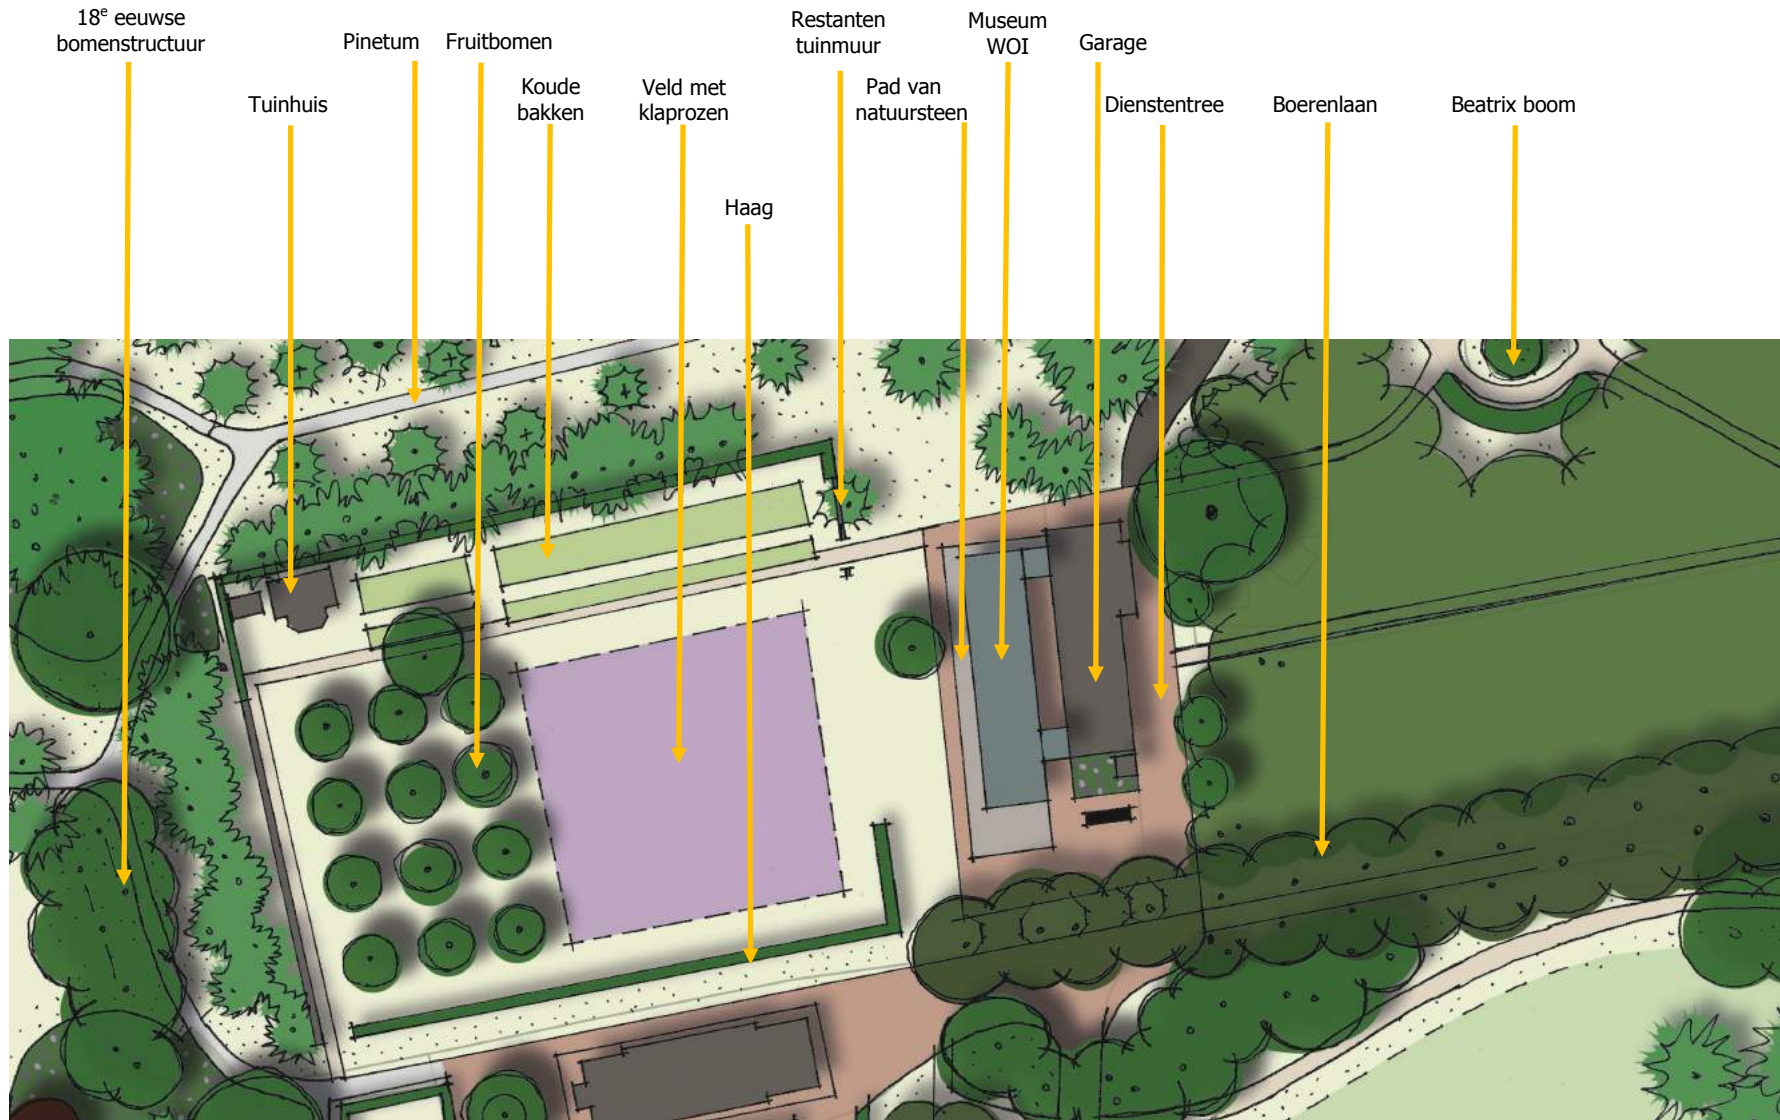 18e eeuwse
bomenstructuur
Tuinhuis
Pinetum
Fruitbomen
Koude
bakken
Veld met
klaprozen
Haag
Restanten
tuinmuur
Pad van
natuursteen
Museum
WOI
Garage
Dienstentree
Boerenlaan
Beatrix boom